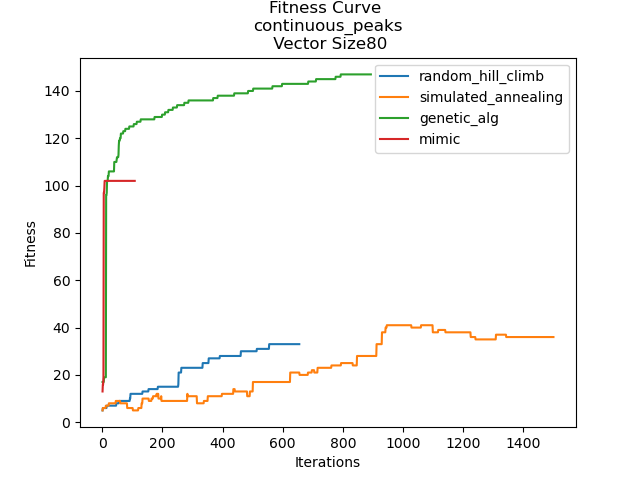 Fitness Curve
continuous_peaks
Vector Size80
random_hill_climb
simulated_annealing
genetic_alg
mimic
Fitness
140
120
100
80
60
40
20
0
0 200 400 600 800 1000 1200 1400
Iterations